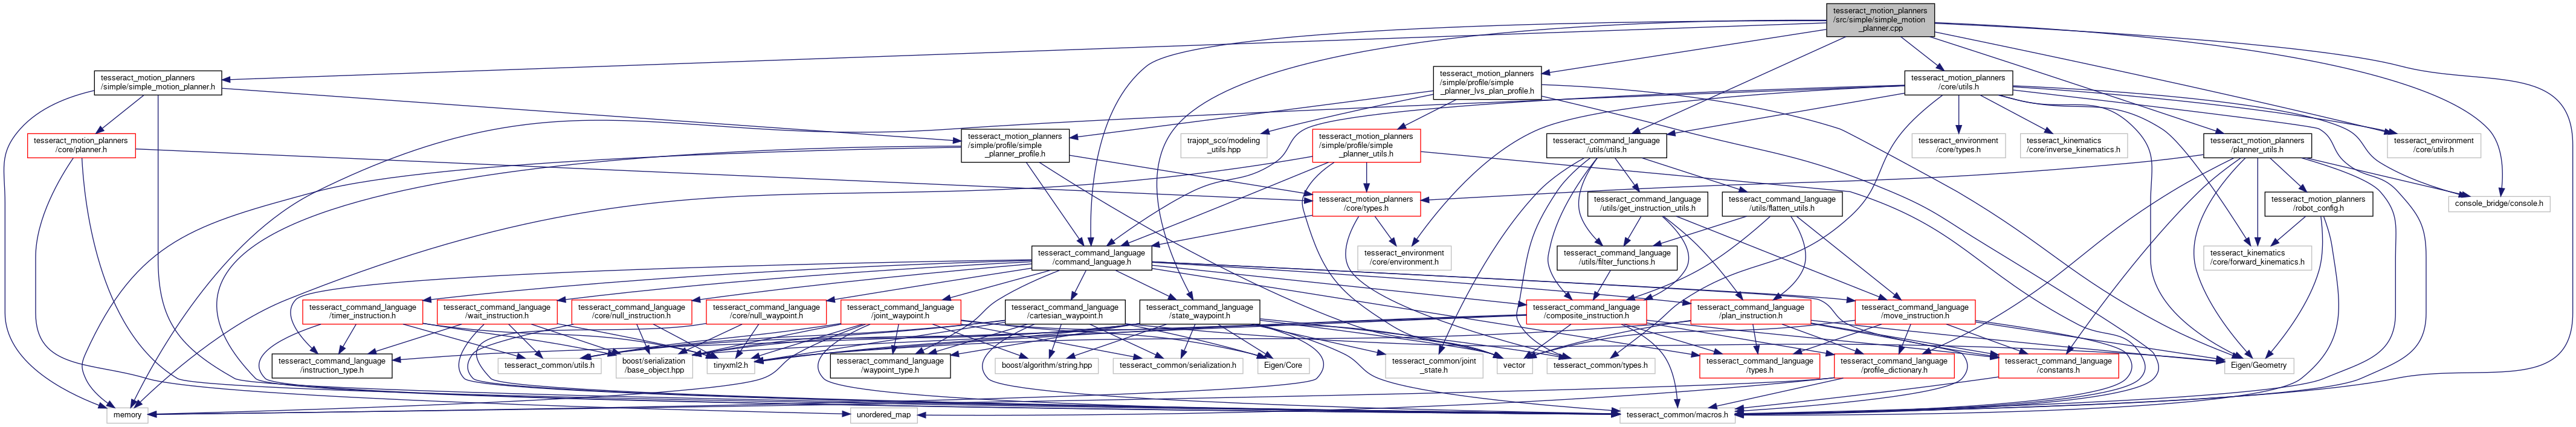 tesseract_motion_planners
/src/simple/simple_motion
_planner.cpp
tesseract_motion_planners
/simple/simple_motion_planner.h
tesseract_motion_planners
/simple/profile/simple
_planner_lvs_plan_profile.h
tesseract_motion_planners
/core/utils.h
tesseract_motion_planners
/core/planner.h
tesseract_motion_planners
/simple/profile/simple
_planner_profile.h
trajopt_sco/modeling
_utils.hpp
tesseract_motion_planners
/simple/profile/simple
_planner_utils.h
tesseract_command_language
/utils/utils.h
tesseract_environment
/core/types.h
tesseract_kinematics
/core/inverse_kinematics.h
tesseract_motion_planners
/planner_utils.h
tesseract_environment
/core/utils.h
tesseract_motion_planners
/core/types.h
tesseract_command_language
/utils/get_instruction_utils.h
tesseract_command_language
/utils/flatten_utils.h
tesseract_motion_planners
/robot_config.h
console_bridge/console.h
tesseract_command_language
/command_language.h
tesseract_environment
/core/environment.h
tesseract_command_language
/utils/filter_functions.h
tesseract_kinematics
/core/forward_kinematics.h
tesseract_command_language
/timer_instruction.h
tesseract_command_language
/wait_instruction.h
tesseract_command_language
/core/null_instruction.h
tesseract_command_language
/core/null_waypoint.h
tesseract_command_language
/joint_waypoint.h
tesseract_command_language
/cartesian_waypoint.h
tesseract_command_language
/state_waypoint.h
tesseract_command_language
/composite_instruction.h
tesseract_command_language
/plan_instruction.h
tesseract_command_language
/move_instruction.h
tesseract_command_language
/instruction_type.h
tesseract_common/utils.h
boost/serialization
/base_object.hpp
tinyxml2.h
tesseract_command_language
/waypoint_type.h
boost/algorithm/string.hpp
tesseract_common/serialization.h
Eigen/Core
tesseract_common/joint
_state.h
vector
tesseract_common/types.h
tesseract_command_language
/types.h
tesseract_command_language
/profile_dictionary.h
tesseract_command_language
/constants.h
Eigen/Geometry
memory
unordered_map
tesseract_common/macros.h